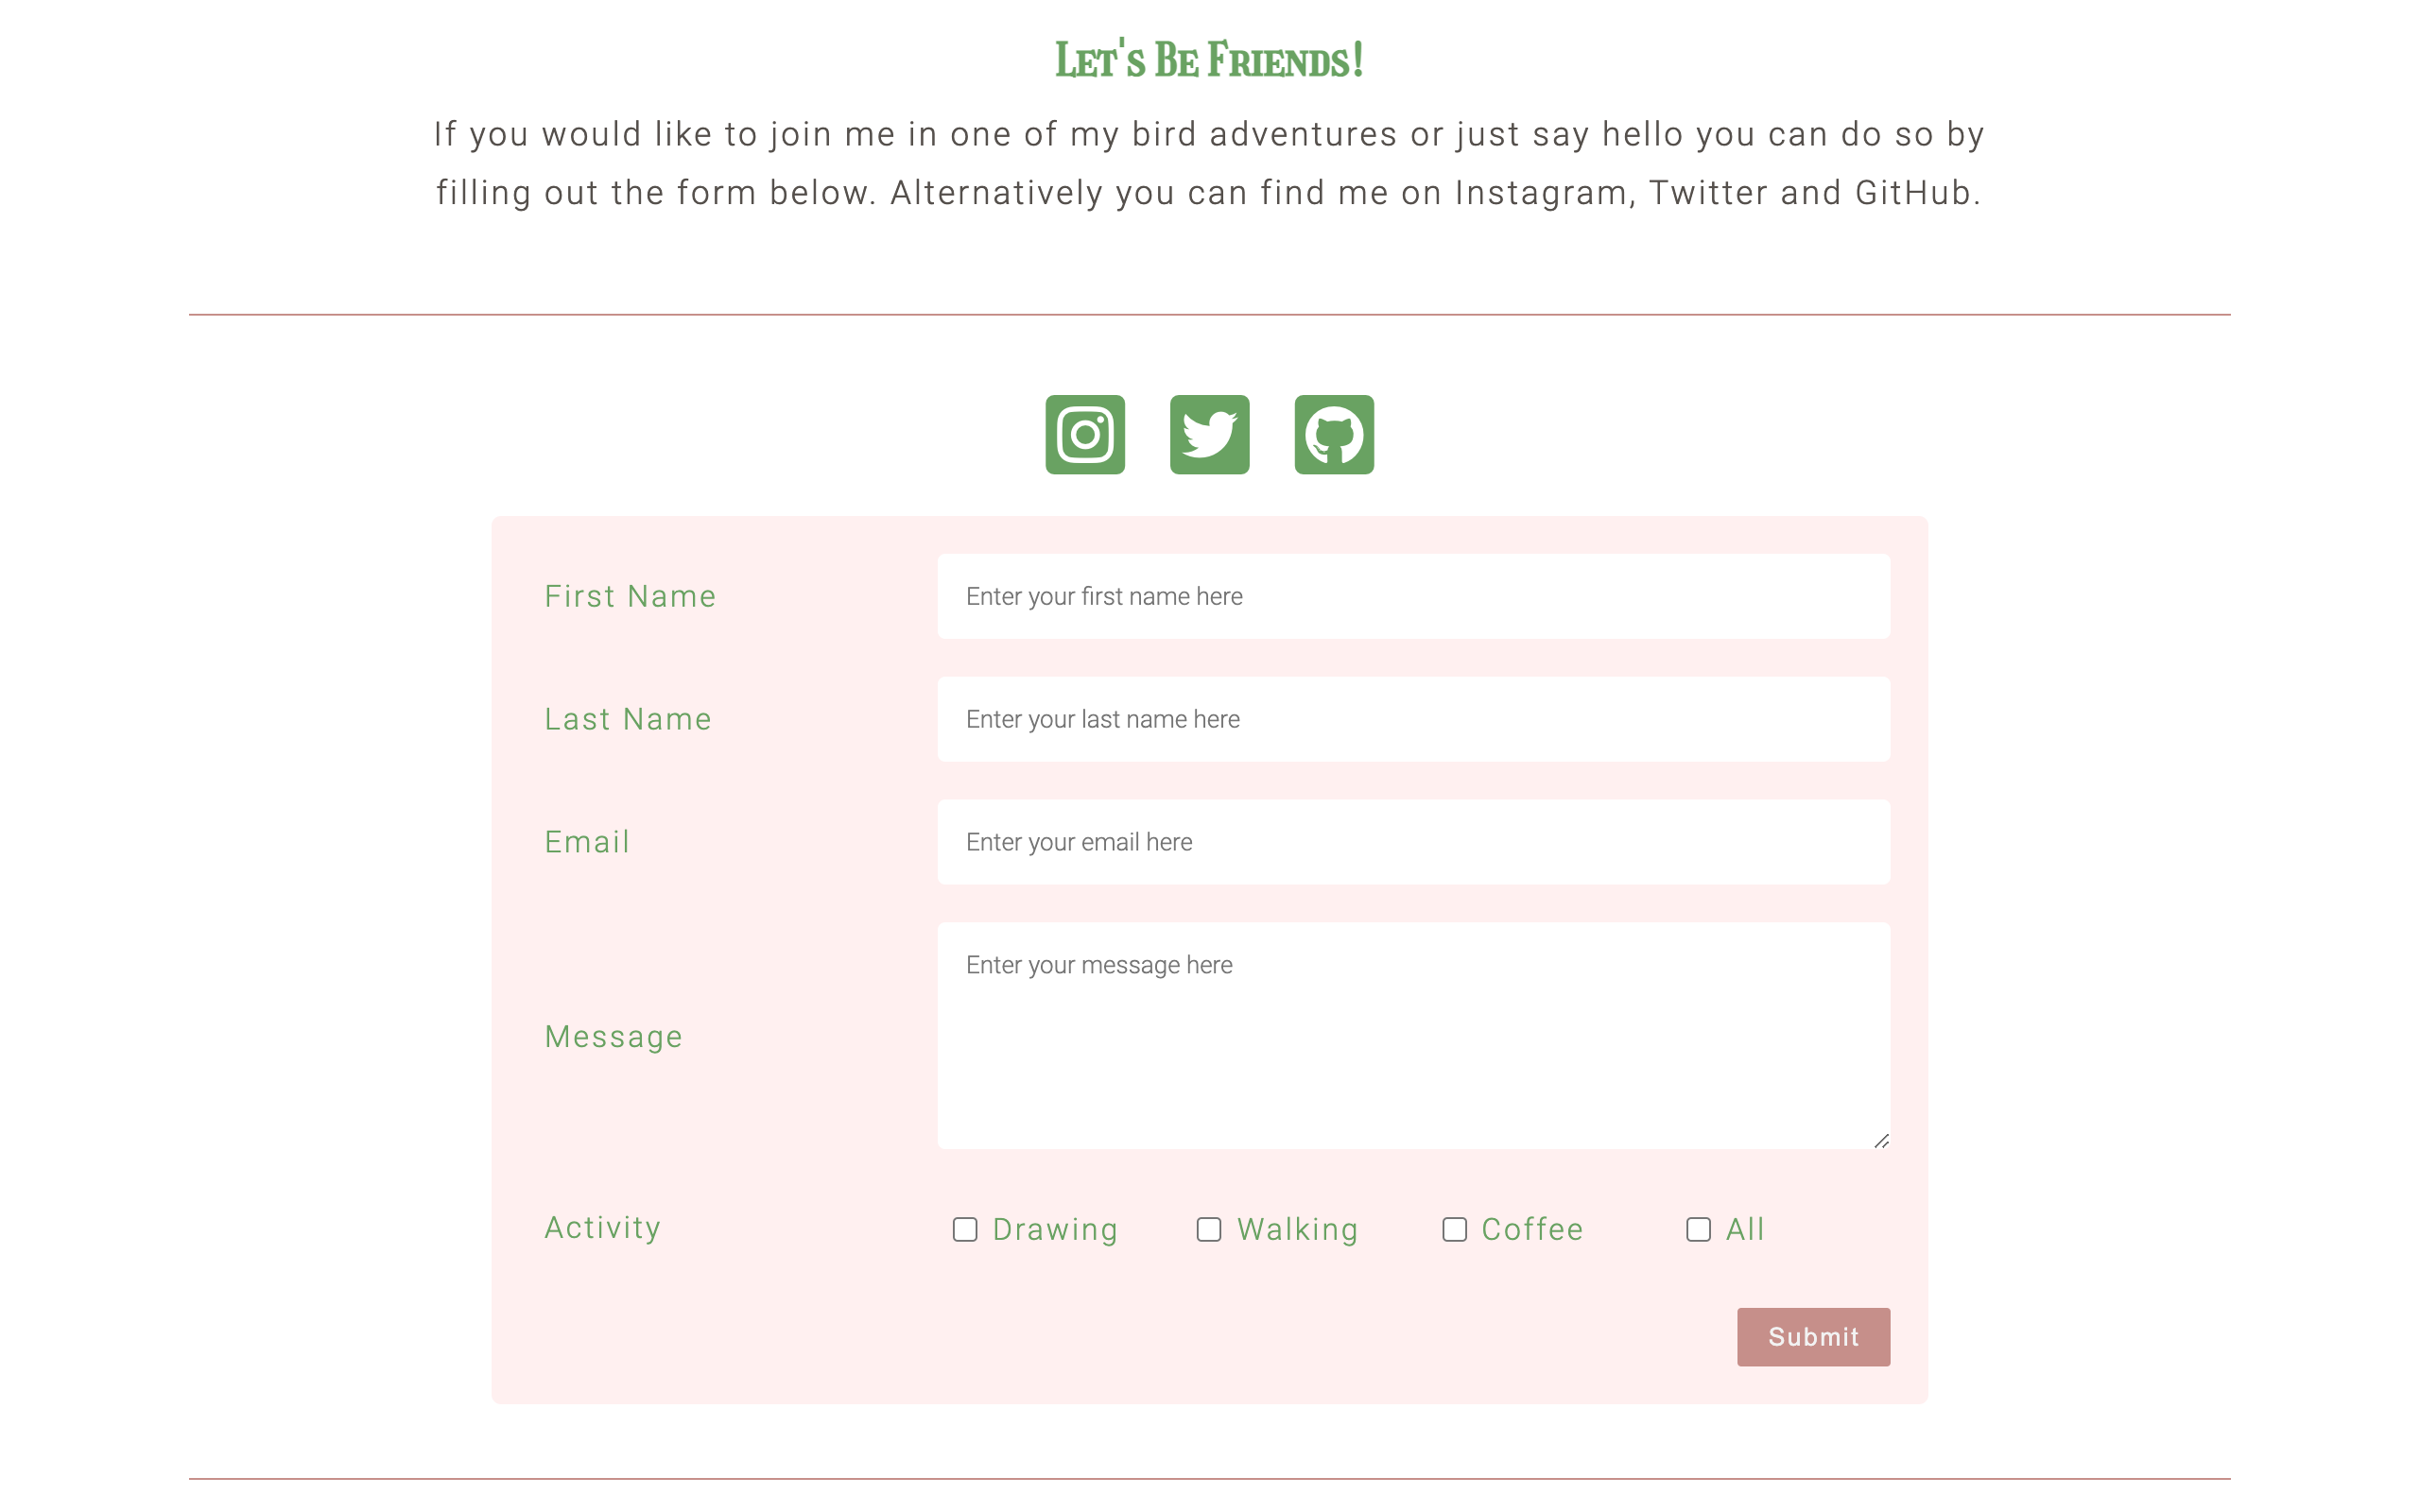 Let's Be Friends!
If you would like to join me in one of my bird adventures or just say hello you can do so by
filling out the form below. Alternatively you can find me on Instagram, Twitter and GitHub.
First Name
Enter your first name here
Last Name
Enter your last name here
Email
Enter your email here
Message
Enter your message here
Activity
Drawing
Walking
Coffee
All
Submit